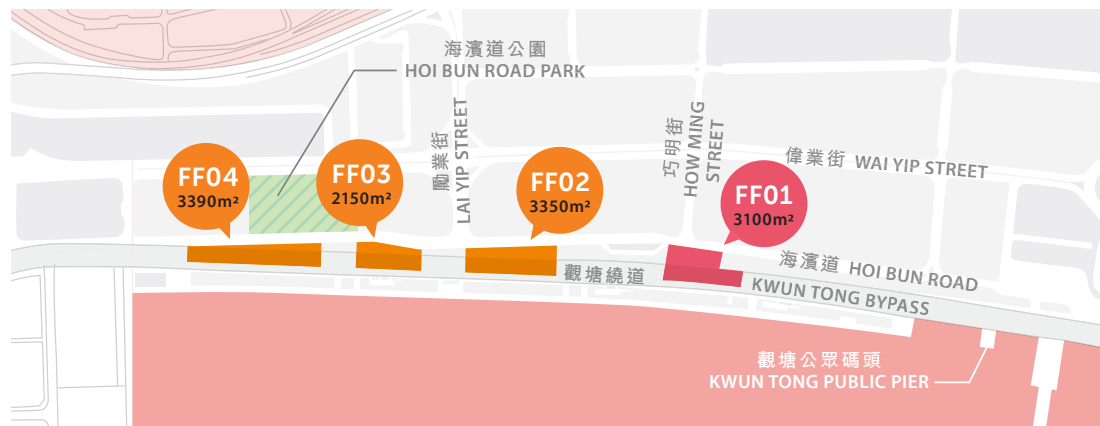 海濱道公園
HOI BUN ROAD PARK
勵業街
LAI YIP STREET
巧明街
HOW MING
STREET
偉業街 WAI YIP STREET
FF04
3390m²
FF03
2150m²
FF02
3350m²
FF01
3100m²
海濱道 HOI BUN ROAD
觀塘繞道 KWUN TONG BYPASS
觀塘公眾碼頭
KWUN TONG PUBLIC PIER